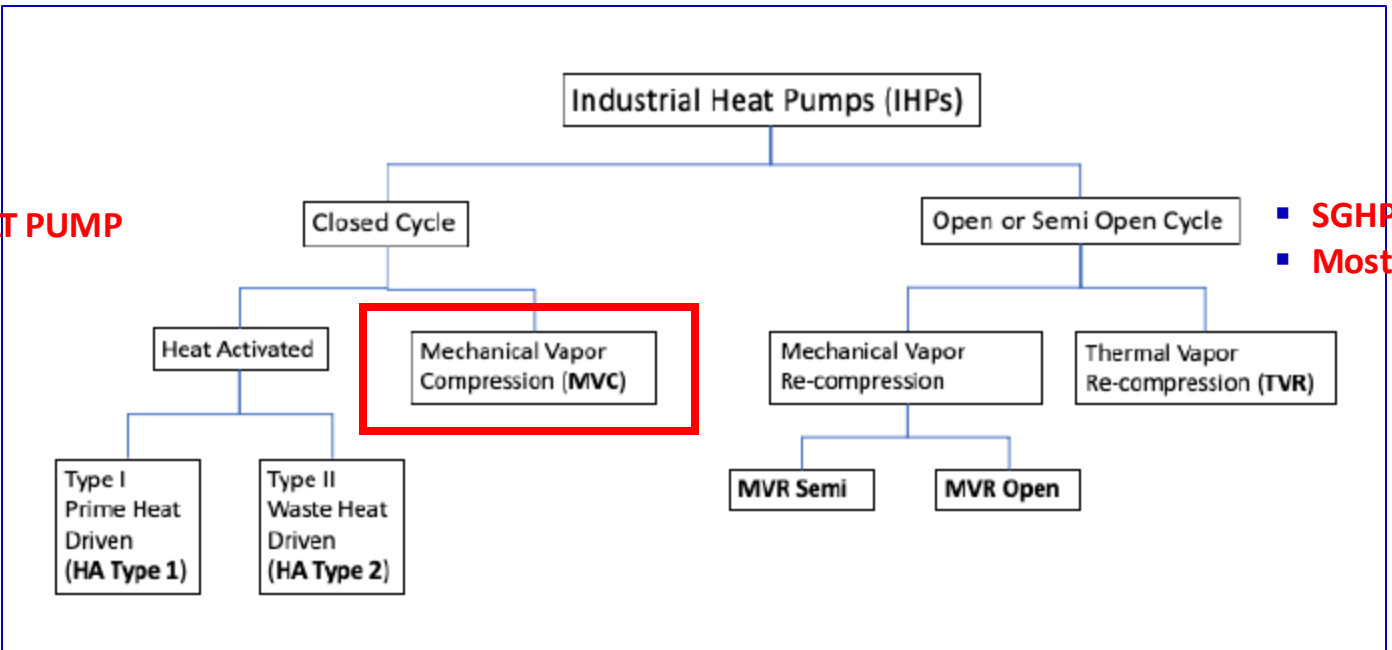 Industrial Heat Pumps (IHPs)
T PUMP
Closed Cycle
Open or Semi Open Cycle
▪ SGHP
▪ Most
Heat Activated
Mechanical Vapor
Compression (MVC)
Mechanical Vapor
Re-compression
Thermal Vapor
Re-compression (TVR)
Type I
Prime Heat
Driven
(HA Type 1)
Type II
Waste Heat
Driven
(HA Type 2)
MVR Semi
MVR Open